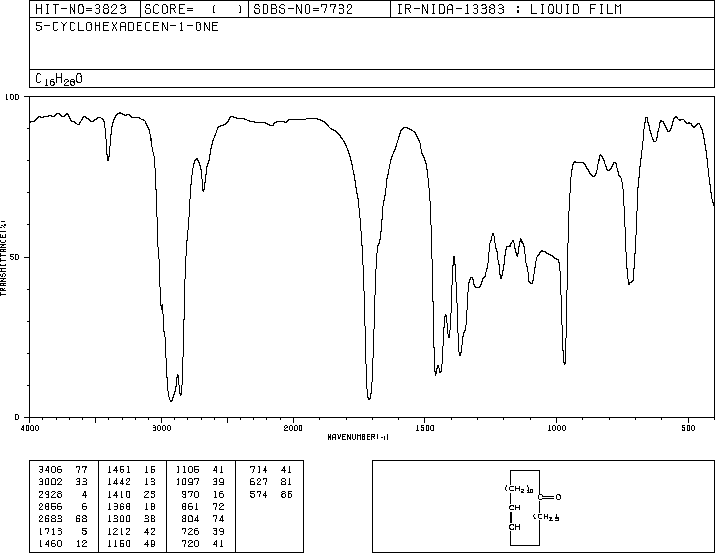 HIT-NO=3823 SCORE= ( ) SDBS-NO=7732 IR-NIDA-13383 : LIQUID FILM
5-CYCLOHEXADECEN-1-ONE
C16H28O
100
50
0
TRANSMITTANCE(%)
4000 3000 2000 1500 1000 500
WAVENUMBER(-1)
3406 77 1461 16 1106 41 714 41
3002 33 1442 13 1097 39 627 81
2928 4 1410 25 970 16 574 86
2856 6 1368 18 861 72
2683 68 1300 38 804 74
1713 5 1212 42 726 39
1460 12 1160 49 720 41
(CH2)10
C=O
CH
(CH2)3
CH